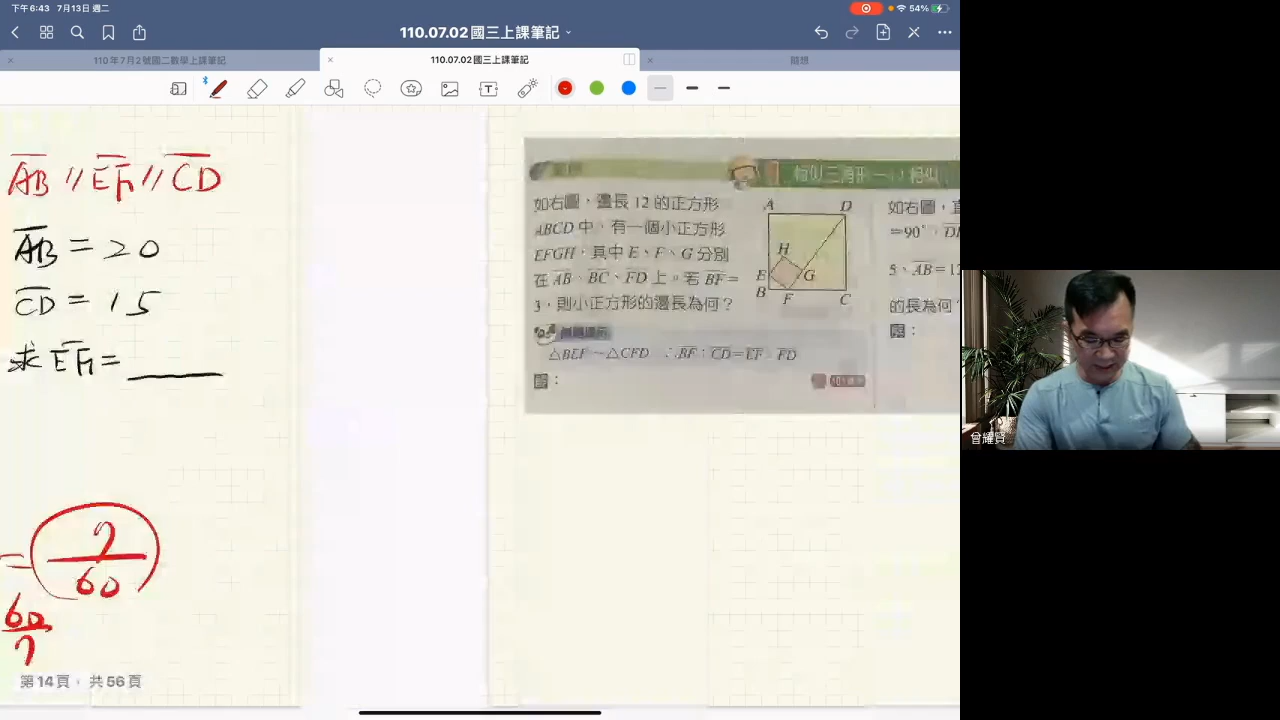 下午6:43 7月13日 週二
54%
110.07.02國三上課筆記
110年7月2號國二數學上課筆記
110.07.02國三上課筆記
隨想
AB // EF // CD
AB = 20
CD = 15
求 EF = ____
= 7/60
60/7
第14頁，共56頁
如右圖，邊長 12 的正方形
ABCD 中，有一個小正方形
EFGH，其中 E、F、G 分別
在 AB、BC、FD 上。若 BF =
3，則小正方形的邊長為何？
△BEF ~ △CFD ∴BF：CD=EF：FD
A D
H
E G
B F C
如右圖，直
=90°，
5、AB=1
的長為何
曾耀賢